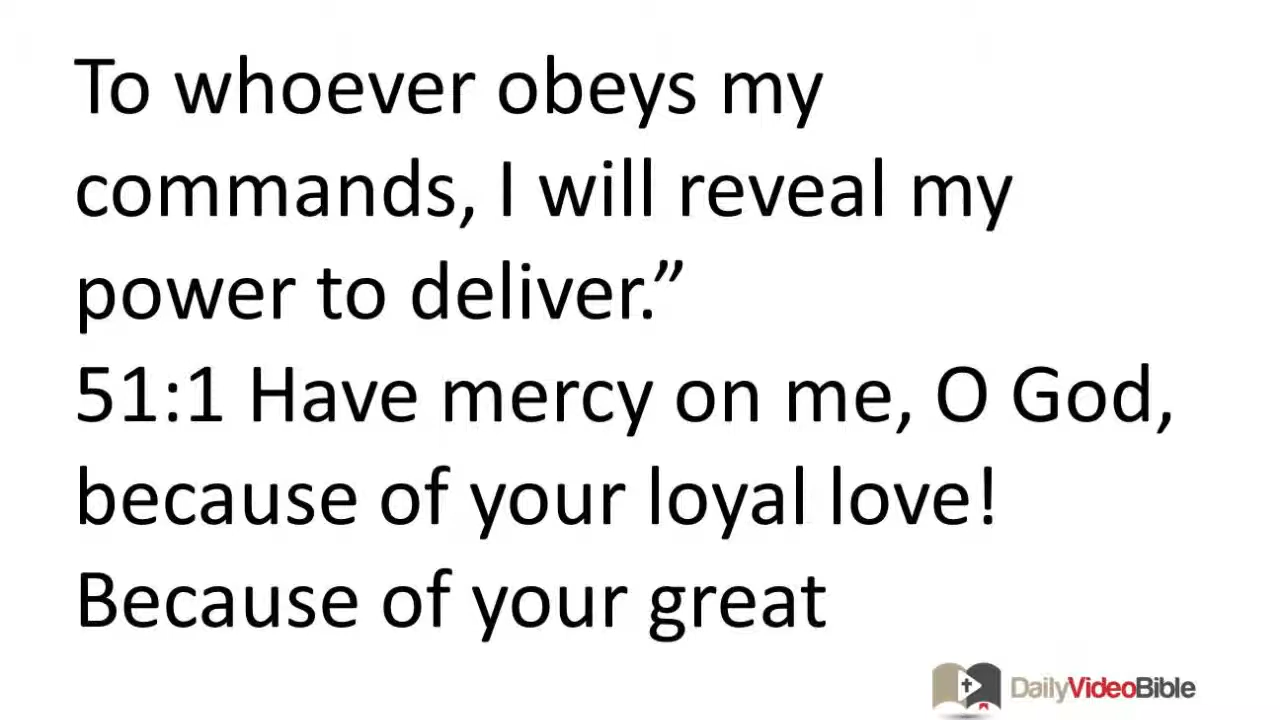 To whoever obeys my
commands, I will reveal my
power to deliver.”
51:1 Have mercy on me, O God,
because of your loyal love!
Because of your great
DailyVideoBible